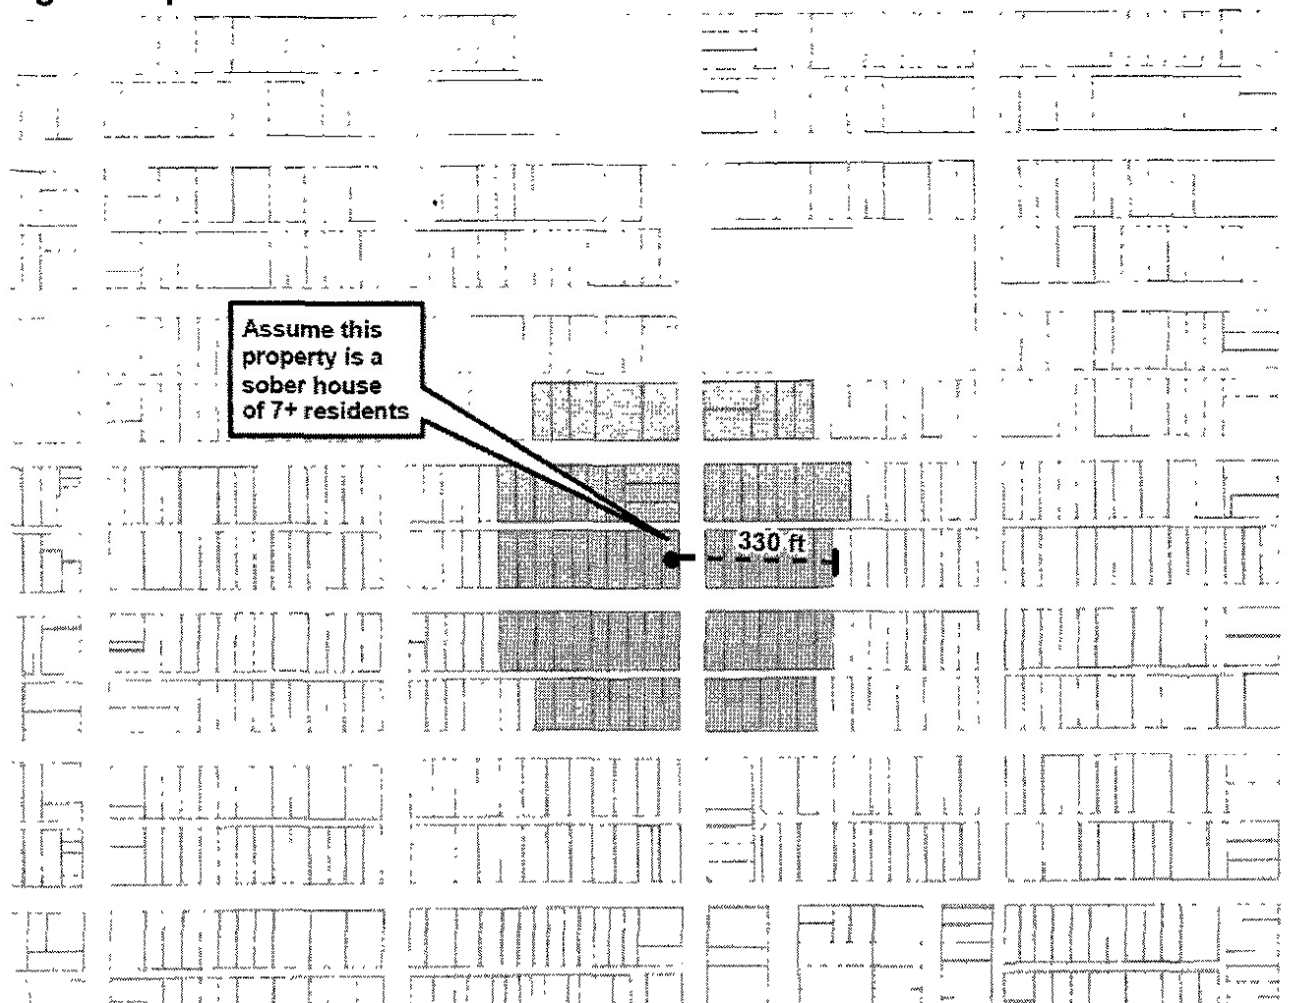 Assume this
property is a
sober house
of 7+ residents
330 ft